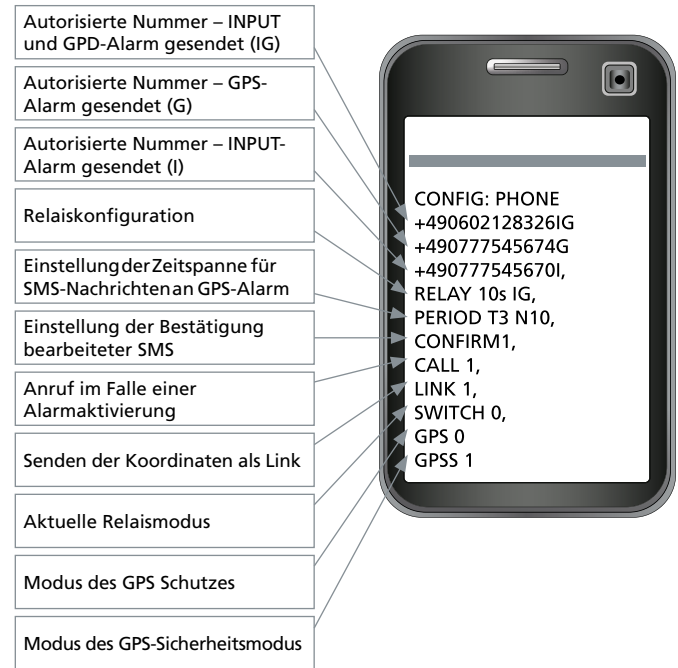 Autorisierte Nummer – INPUT
und GPD-Alarm gesendet (IG)
Autorisierte Nummer – GPS-
Alarm gesendet (G)
Autorisierte Nummer – INPUT-
Alarm gesendet (I)
Relaiskonfiguration
Einstellung der Zeitspanne für
SMS-Nachrichten an GPS-Alarm
Einstellung der Bestätigung
bearbeiteter SMS
Anruf im Falle einer
Alarmaktivierung
Senden der Koordinaten als Link
Aktuelle Relaismodus
Modus des GPS Schutzes
Modus des GPS-Sicherheitsmodus
CONFIG: PHONE
+490602128326IG
+490777545674G
+490777545670I,
RELAY 10s IG,
PERIOD T3 N10,
CONFIRM1,
CALL 1,
LINK 1,
SWITCH 0,
GPS 0
GPSS 1